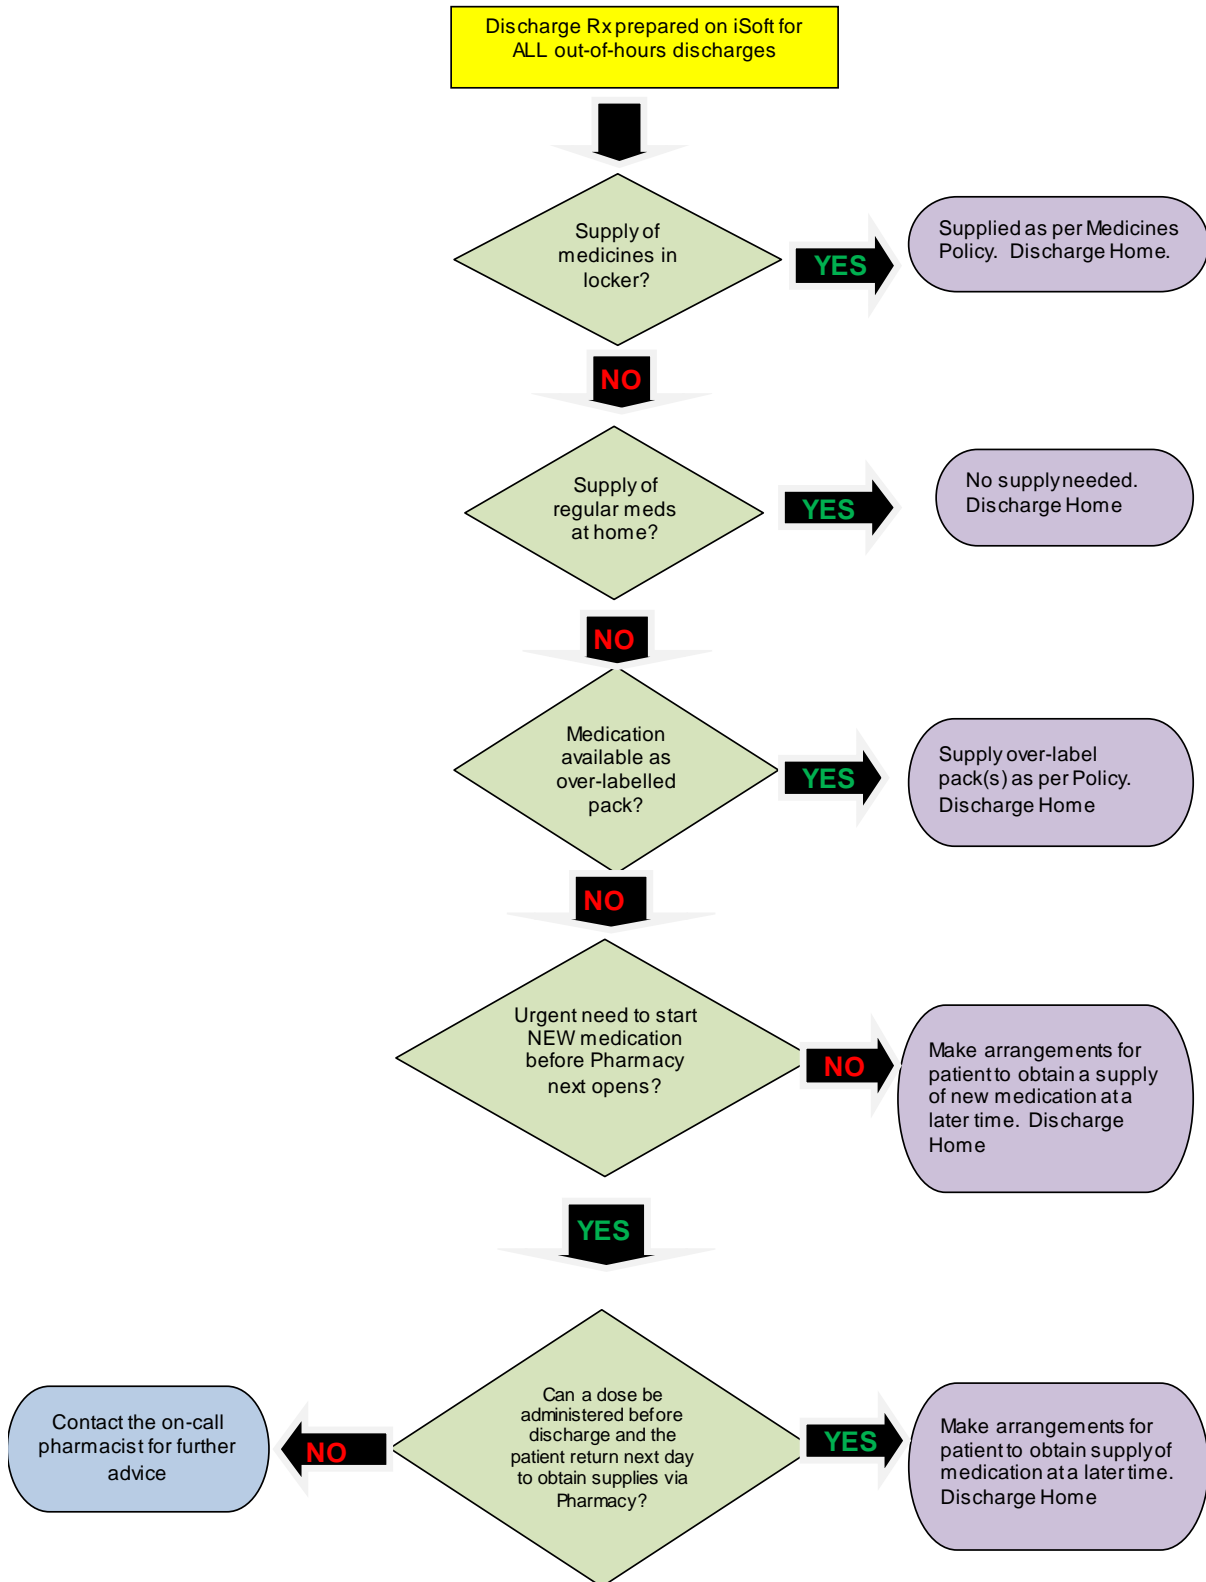 Discharge Rx prepared on iSoft for
ALL out-of-hours discharges
Supply of
medicines in
locker?
YES
Supplied as per Medicines
Policy. Discharge Home.
NO
Supply of
regular meds
at home?
YES
No supply needed.
Discharge Home
NO
Medication
available as
over-labelled
pack?
YES
Supply over-label
pack(s) as per Policy.
Discharge Home
NO
Urgent need to start
NEW medication
before Pharmacy
next opens?
NO
Make arrangements for
patient to obtain a supply
of new medication at a
later time. Discharge
Home
YES
Can a dose be
administered before
discharge and the
patient return next day
to obtain supplies via
Pharmacy?
NO
Contact the on-call
pharmacist for further
advice
YES
Make arrangements for
patient to obtain supply of
medication at a later time.
Discharge Home